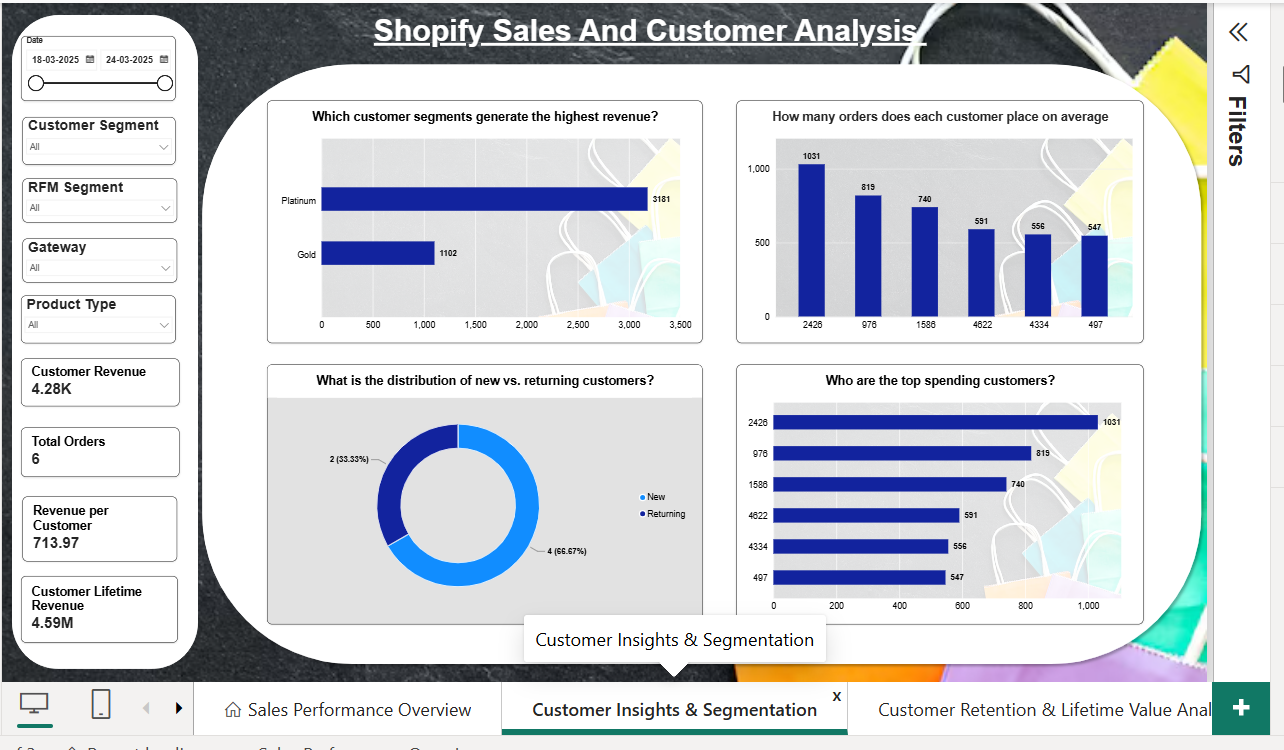 Shopify Sales And Customer Analysis
Date
18-03-2025 24-03-2025
Customer Segment
All
RFM Segment
All
Gateway
All
Product Type
All
Customer Revenue
4.28K
Total Orders
6
Revenue per
Customer
713.97
Customer Lifetime
Revenue
4.59M
Which customer segments generate the highest revenue?
Platinum 3181
Gold 1102
0 500 1,000 1,500 2,000 2,500 3,000 3,500
How many orders does each customer place on average
1,000
500
0
1031 819 740 591 556 547
2426 976 1586 4622 4334 497
What is the distribution of new vs. returning customers?
2 (33.33%)
4 (66.67%)
New
Returning
Who are the top spending customers?
2426 1031
976 819
1586 740
4622 591
4334 556
497 547
0 200 400 600 800 1,000
Filters
Customer Insights & Segmentation
Sales Performance Overview
Customer Insights & Segmentation x
Customer Retention & Lifetime Value Anal
+